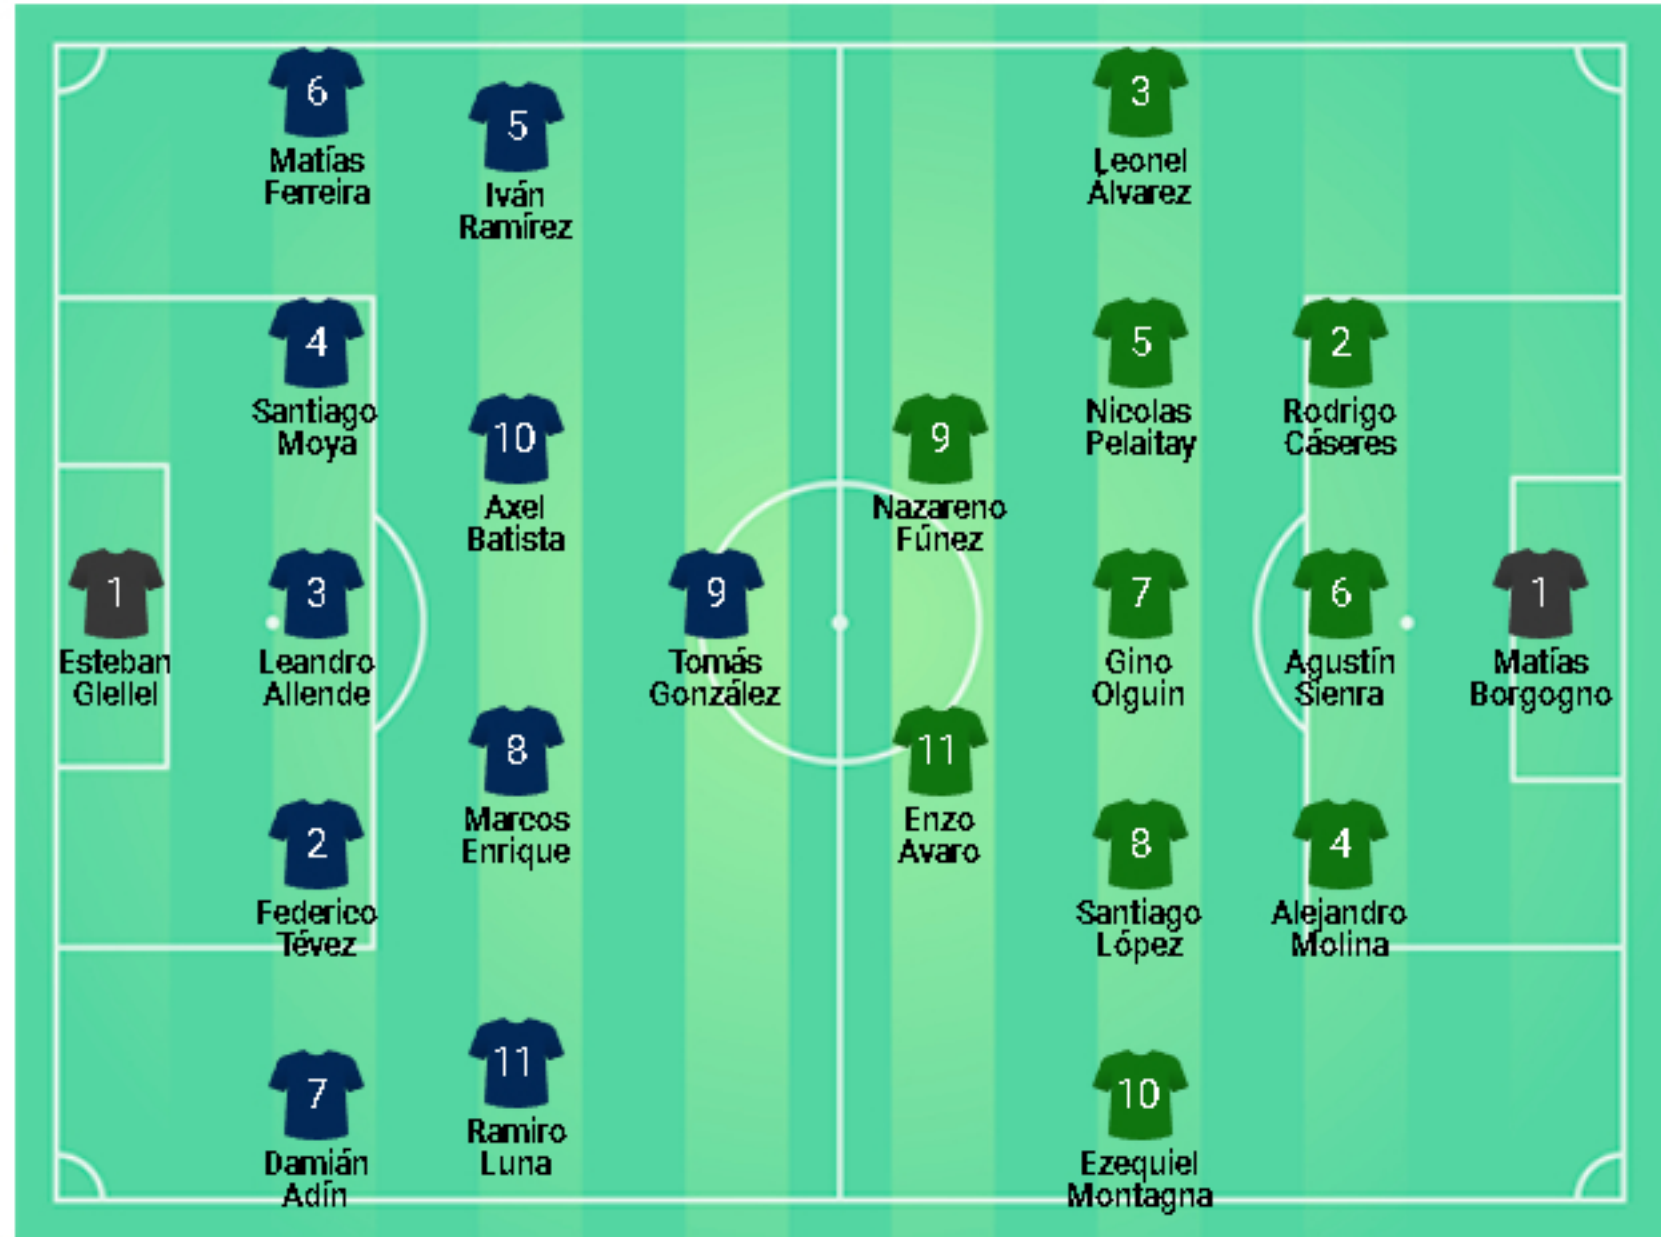 6
Matías
Ferreira
5
Iván
Ramírez
4
Santiago
Moya
10
Axel
Batista
1
Esteban
Glellel
3
Leandro
Allende
9
Tomás
González
8
Marcos
Enrique
2
Federico
Tévez
11
Ramiro
Luna
7
Damián
Adín
3
Leonel
Álvarez
5
Nicolas
Pelaitay
2
Rodrigo
Cáseres
9
Nazareno
Fúnez
7
Gino
Olguin
6
Agustín
Sienra
1
Matías
Borgogno
11
Enzo
Avaro
8
Santiago
López
4
Alejandro
Molina
10
Ezequiel
Montagna